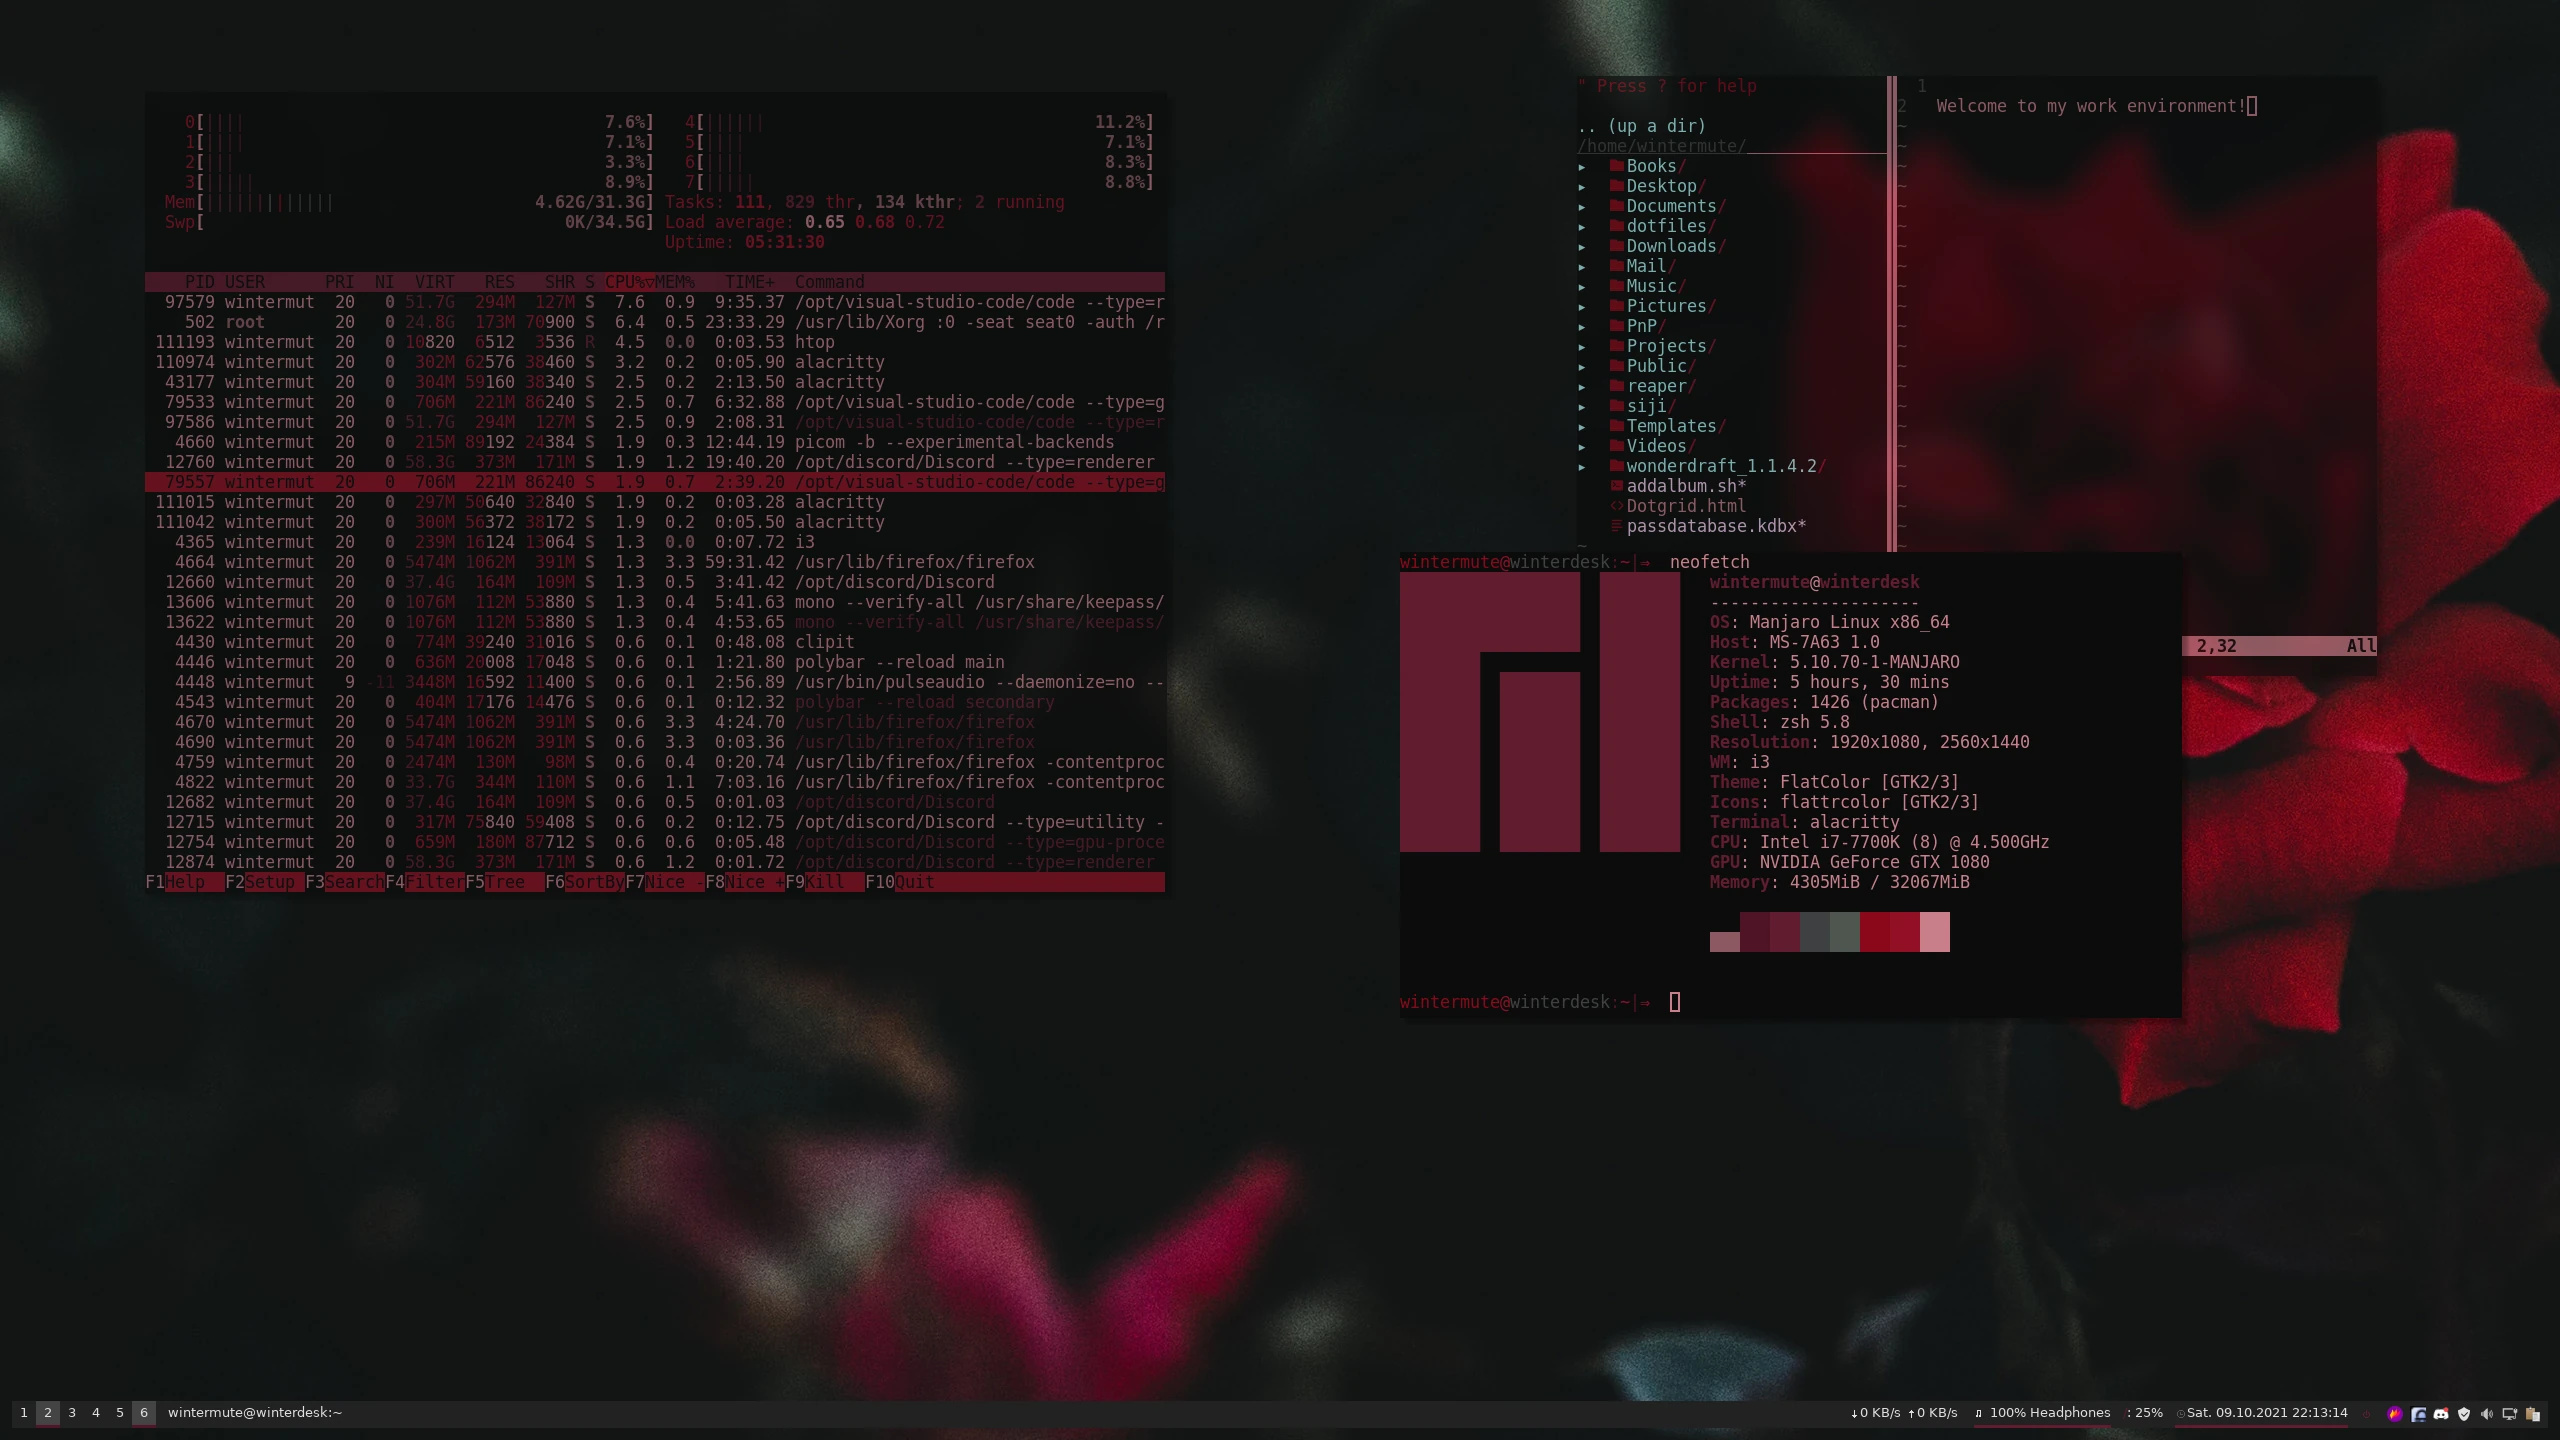 0[|||| 7.6%] 4[|||||| 11.2%]
1[|||| 7.1%] 5[|||| 7.1%]
2[||| 3.3%] 6[|||| 8.3%]
3[||||| 8.9%] 7[||||| 8.8%]
Mem[||||||||||||| 4.62G/31.3G] Tasks: 111, 829 thr, 134 kthr; 2 running
Swp[ 0K/34.5G] Load average: 0.65 0.68 0.72
Uptime: 05:31:30
PID USER PRI NI VIRT RES SHR S CPU%▽MEM% TIME+ Command
97579 wintermut 20 0 51.7G 294M 127M S 7.6 0.9 9:35.37 /opt/visual-studio-code/code --type=r
502 root 20 0 24.8G 173M 70900 S 6.4 0.5 23:33.29 /usr/lib/Xorg :0 -seat seat0 -auth /r
111193 wintermut 20 0 10820 6512 3536 R 4.5 0.0 0:03.53 htop
110974 wintermut 20 0 302M 62576 38460 S 3.2 0.2 0:05.90 alacritty
43177 wintermut 20 0 304M 59160 38340 S 2.5 0.2 2:13.50 alacritty
79533 wintermut 20 0 706M 221M 86240 S 2.5 0.7 6:32.88 /opt/visual-studio-code/code --type=g
97586 wintermut 20 0 51.7G 294M 127M S 2.5 0.9 2:08.31 /opt/visual-studio-code/code --type=r
4660 wintermut 20 0 215M 89192 24384 S 1.9 0.3 12:44.19 picom -b --experimental-backends
12760 wintermut 20 0 58.3G 373M 171M S 1.9 1.2 19:40.20 /opt/discord/Discord --type=renderer
79557 wintermut 20 0 706M 221M 86240 S 1.9 0.7 2:39.20 /opt/visual-studio-code/code --type=g
111015 wintermut 20 0 297M 50640 32840 S 1.9 0.2 0:03.28 alacritty
111042 wintermut 20 0 300M 56372 38172 S 1.9 0.2 0:05.50 alacritty
4365 wintermut 20 0 239M 16124 13064 S 1.3 0.0 0:07.72 i3
4664 wintermut 20 0 5474M 1062M 391M S 1.3 3.3 59:31.42 /usr/lib/firefox/firefox
12660 wintermut 20 0 37.4G 164M 109M S 1.3 0.5 3:41.42 /opt/discord/Discord
13606 wintermut 20 0 1076M 112M 53880 S 1.3 0.4 5:41.63 mono --verify-all /usr/share/keepass/
13622 wintermut 20 0 1076M 112M 53880 S 1.3 0.4 4:53.65 mono --verify-all /usr/share/keepass/
4430 wintermut 20 0 774M 39240 31016 S 0.6 0.1 0:48.08 clipit
4446 wintermut 20 0 636M 20008 17048 S 0.6 0.1 1:21.80 polybar --reload main
4448 wintermut 9 -11 3448M 16592 11400 S 0.6 0.1 2:56.89 /usr/bin/pulseaudio --daemonize=no --
4543 wintermut 20 0 404M 17176 14476 S 0.6 0.1 0:12.32 polybar --reload secondary
4670 wintermut 20 0 5474M 1062M 391M S 0.6 3.3 4:24.70 /usr/lib/firefox/firefox
4690 wintermut 20 0 5474M 1062M 391M S 0.6 3.3 0:03.36 /usr/lib/firefox/firefox
4759 wintermut 20 0 2474M 130M 98M S 0.6 0.4 0:20.74 /usr/lib/firefox/firefox -contentproc
4822 wintermut 20 0 33.7G 344M 110M S 0.6 1.1 7:03.16 /usr/lib/firefox/firefox -contentproc
12682 wintermut 20 0 37.4G 164M 109M S 0.6 0.5 0:01.03 /opt/discord/Discord
12715 wintermut 20 0 317M 75840 59408 S 0.6 0.2 0:12.75 /opt/discord/Discord --type=utility -
12754 wintermut 20 0 659M 180M 87712 S 0.6 0.6 0:05.48 /opt/discord/Discord --type=gpu-proce
12874 wintermut 20 0 58.3G 373M 171M S 0.6 1.2 0:01.72 /opt/discord/Discord --type=renderer
F1Help F2Setup F3SearchF4FilterF5Tree F6SortByF7Nice -F8Nice +F9Kill F10Quit
" Press ? for help
.. (up a dir)
/home/wintermute/
▸ Books/
▸ Desktop/
▸ Documents/
▸ dotfiles/
▸ Downloads/
▸ Mail/
▸ Music/
▸ Pictures/
▸ PnP/
▸ Projects/
▸ Public/
▸ reaper/
▸ siji/
▸ Templates/
▸ Videos/
▸ wonderdraft_1.1.4.2/
addalbum.sh*
Dotgrid.html
passdatabase.kdbx*
~
1
2 Welcome to my work environment!
2,32 All
wintermute@winterdesk:~|⇒ neofetch
wintermute@winterdesk
---------------------
OS: Manjaro Linux x86_64
Host: MS-7A63 1.0
Kernel: 5.10.70-1-MANJARO
Uptime: 5 hours, 30 mins
Packages: 1426 (pacman)
Shell: zsh 5.8
Resolution: 1920x1080, 2560x1440
WM: i3
Theme: FlatColor [GTK2/3]
Icons: flattrcolor [GTK2/3]
Terminal: alacritty
CPU: Intel i7-7700K (8) @ 4.500GHz
GPU: NVIDIA GeForce GTX 1080
Memory: 4305MiB / 32067MiB
wintermute@winterdesk:~|⇒
1 2 3 4 5 6 wintermute@winterdesk:~ ↓0 KB/s ↑0 KB/s ♫ 100% Headphones : 25% Sat. 09.10.2021 22:13:14